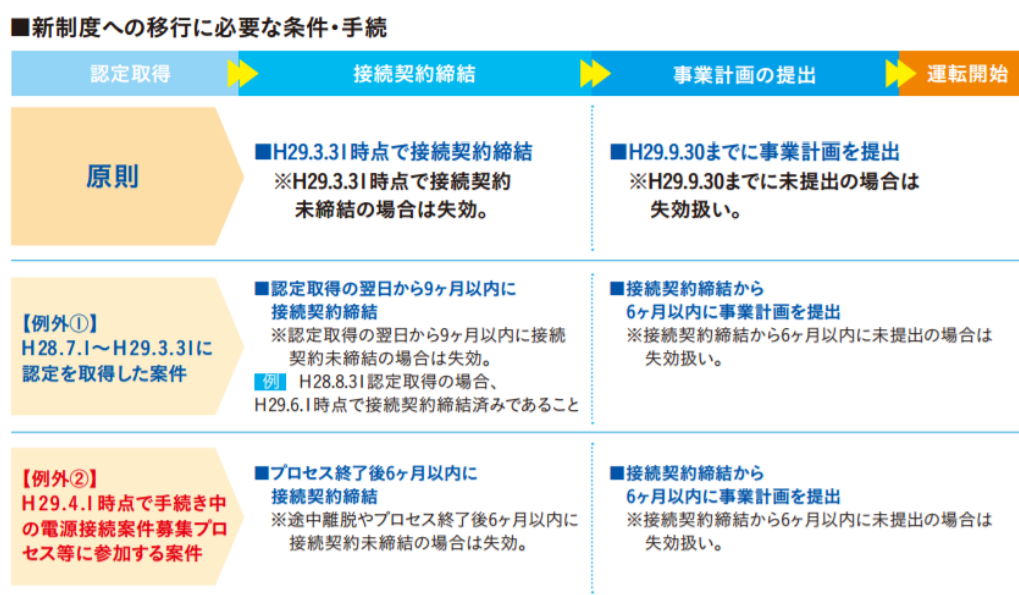 ■新制度への移行に必要な条件・手続
認定取得
接続契約締結
事業計画の提出
運転開始
原則
■H29.3.31時点で接続契約締結
※H29.3.31時点で接続契約
未締結の場合は失効。
■H29.9.30までに事業計画を提出
※H29.9.30までに未提出の場合は
失効扱い。
【例外①】
H28.7.1～H29.3.31に
認定を取得した案件
■認定取得の翌日から9ヶ月以内に
接続契約締結
※認定取得の翌日から9ヶ月以内に接続
契約未締結の場合は失効。
例 H28.8.31認定取得の場合、
H29.6.1時点で接続契約締結済みであること
■接続契約締結から
6ヶ月以内に事業計画を提出
※接続契約締結から6ヶ月以内に未提出の場合は
失効扱い。
【例外②】
H29.4.1時点で手続き中
の電源接続案件募集プロ
セス等に参加する案件
■プロセス終了後6ヶ月以内に
接続契約締結
※途中離脱やプロセス終了後6ヶ月以内に
接続契約未締結の場合は失効。
■接続契約締結から
6ヶ月以内に事業計画を提出
※接続契約締結から6ヶ月以内に未提出の場合は
失効扱い。